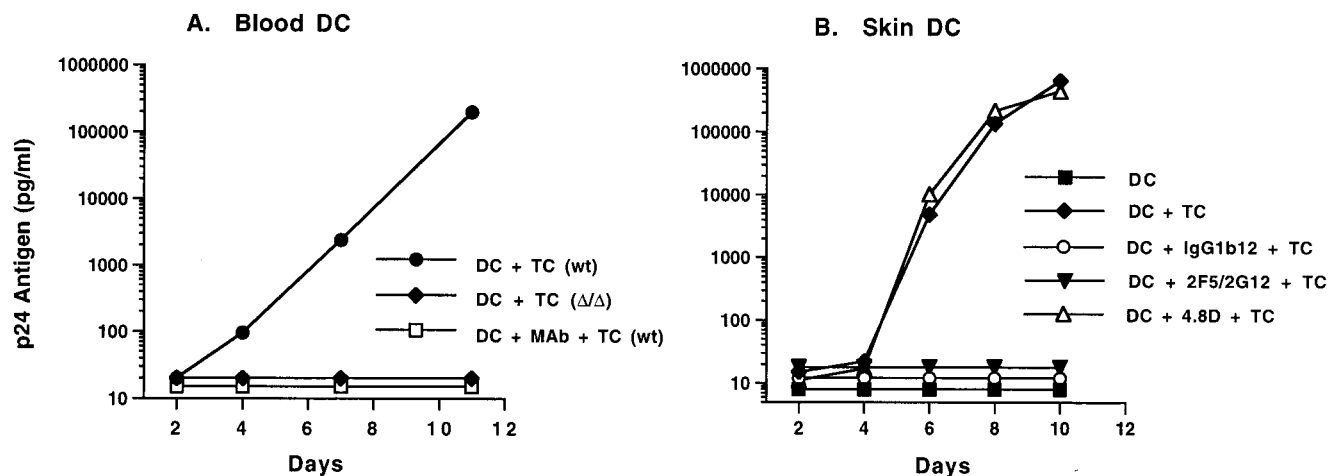 A. Blood DC
p24 Antigen (pg/ml)
1000000
100000
10000
1000
100
10
2 4 6 8 10 12
Days
DC + TC (wt)
DC + TC (Δ/Δ)
DC + MAb + TC (wt)
B. Skin DC
1000000
100000
10000
1000
100
10
2 4 6 8 10 12
Days
DC
DC + TC
DC + IgG1b12 + TC
DC + 2F5/2G12 + TC
DC + 4.8D + TC